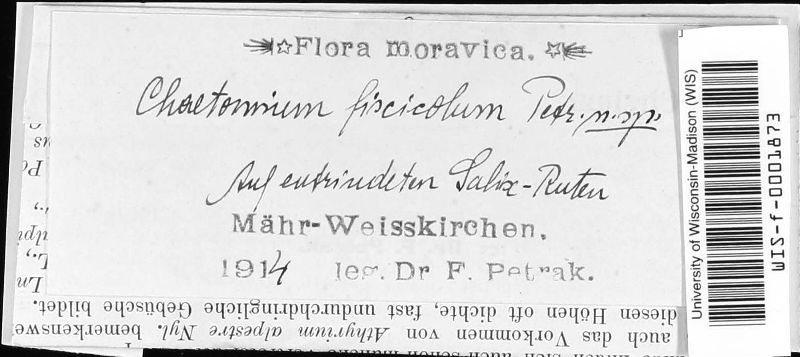 Flora moravica.
Chaetomium fiscicolum Petr. n. sp.
Auf entrindeten Salix-Ruten
Mähr-Weisskirchen.
1914 leg. Dr F. Petrak.
auch das Vorkommen von Athyrium alpestre Nyl. bemerkenswe
diesen Höhen oft dichte, fast undurchdringliche Gebüsche bildet.
University of Wisconsin-Madison (WIS)
WIS-f-0001873